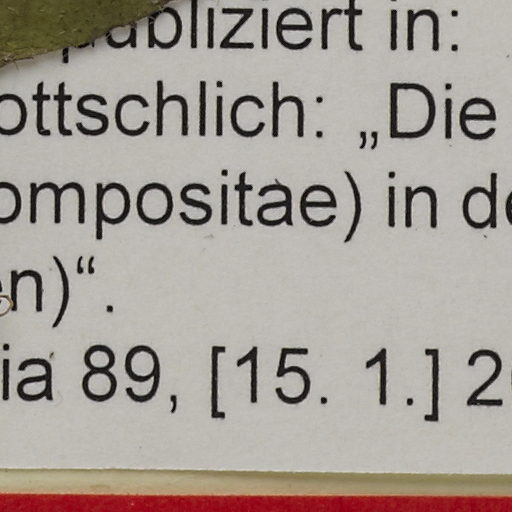 publiziert in:
ottschlich: „Die
ompositae) in de
en)“.
ia 89, [15. 1.] 2